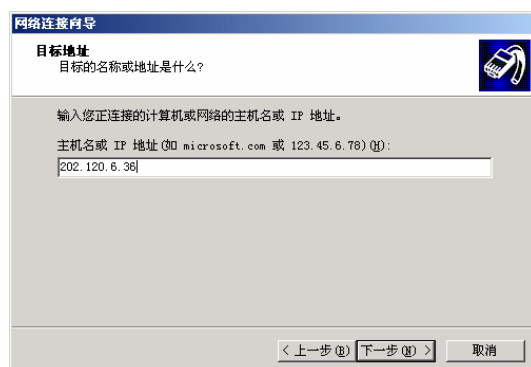 网络连接向导
目标地址
目标的名称或地址是什么?
输入您正连接的计算机或网络的主机名或 IP 地址。
主机名或 IP 地址(如 microsoft.com 或 123.45.6.78)(H):
202.120.6.36
< 上一步(B) 下一步(N) > 取消